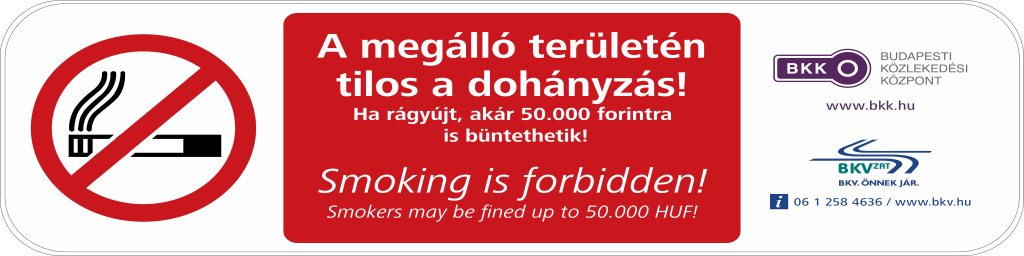 A megálló területén
tilos a dohányzás!
Ha rágyújt, akár 50.000 forintra
is büntethetik!
Smoking is forbidden!
Smokers may be fined up to 50.000 HUF!
BKK
BUDAPESTI
KÖZLEKEDÉSI
KÖZPONT
www.bkk.hu
BKVZRT
BKV. ÖNNEK JÁR.
i 06 1 258 4636 / www.bkv.hu